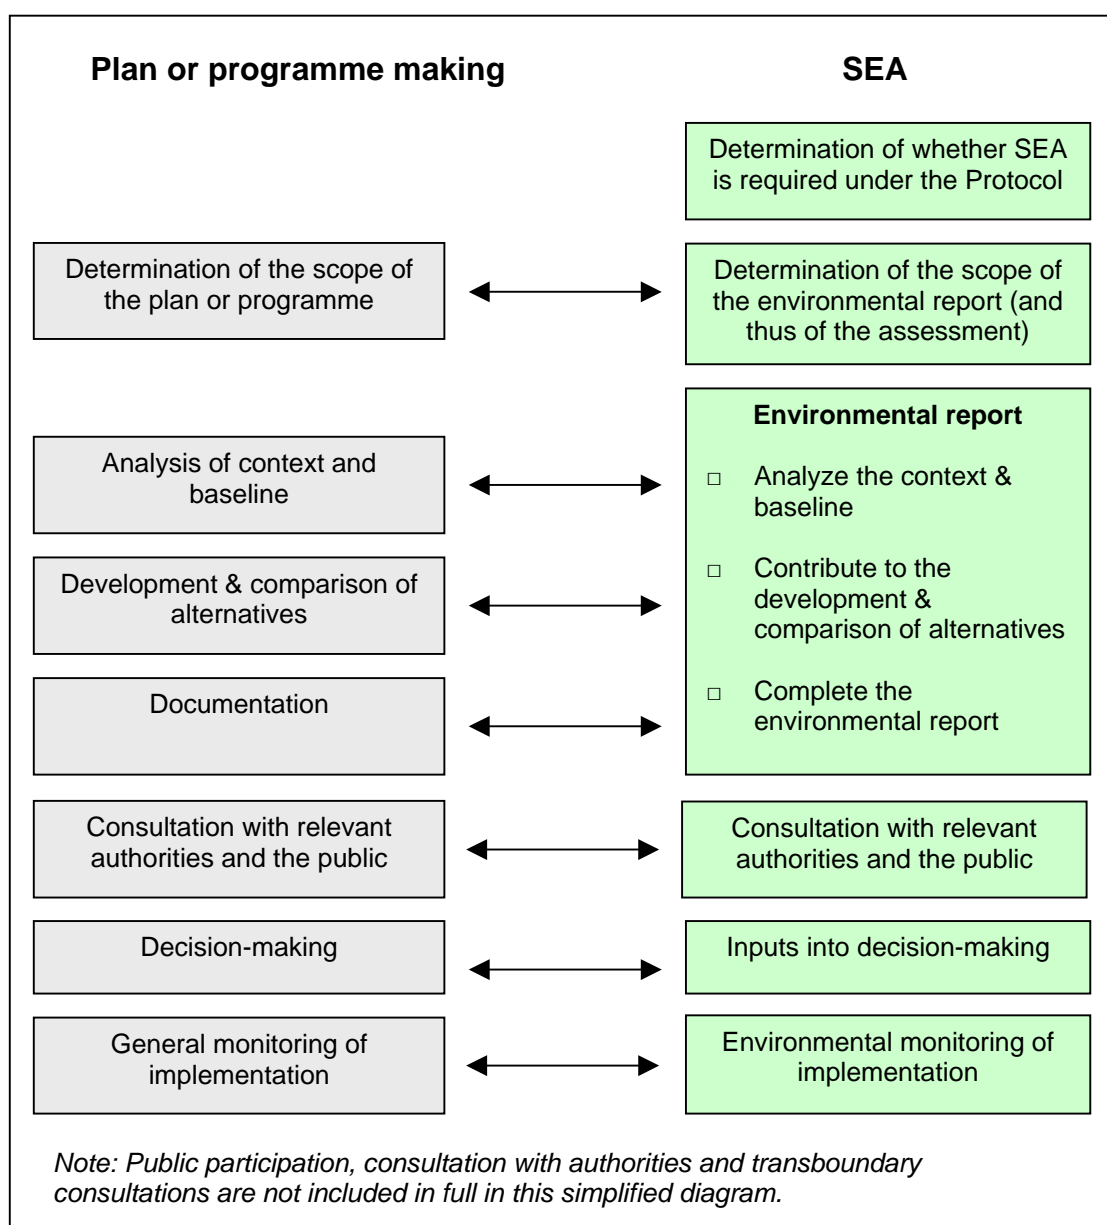 Plan or programme making
SEA
Determination of whether SEA
is required under the Protocol
Determination of the scope of
the plan or programme
Determination of the scope of
the environmental report (and
thus of the assessment)
Environmental report
Analysis of context and
baseline
□ Analyze the context &
baseline
Development & comparison of
alternatives
□ Contribute to the
development &
comparison of alternatives
Documentation
□ Complete the
environmental report
Consultation with relevant
authorities and the public
Consultation with relevant
authorities and the public
Decision-making
Inputs into decision-making
General monitoring of
implementation
Environmental monitoring of
implementation
Note: Public participation, consultation with authorities and transboundary
consultations are not included in full in this simplified diagram.